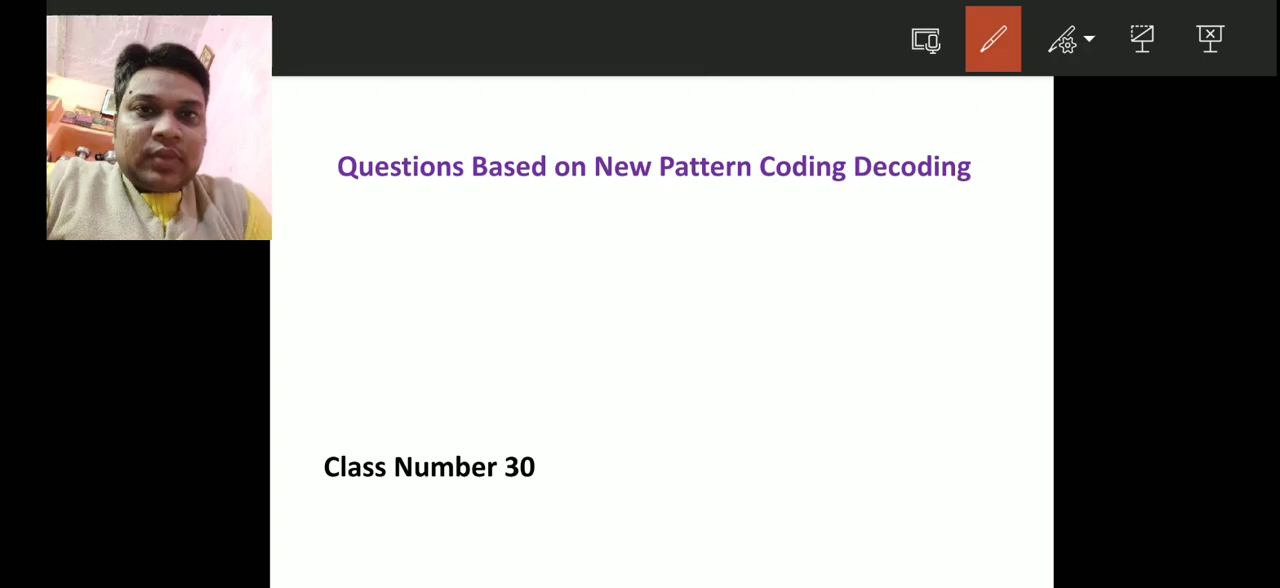 Questions Based on New Pattern Coding Decoding
Class Number 30